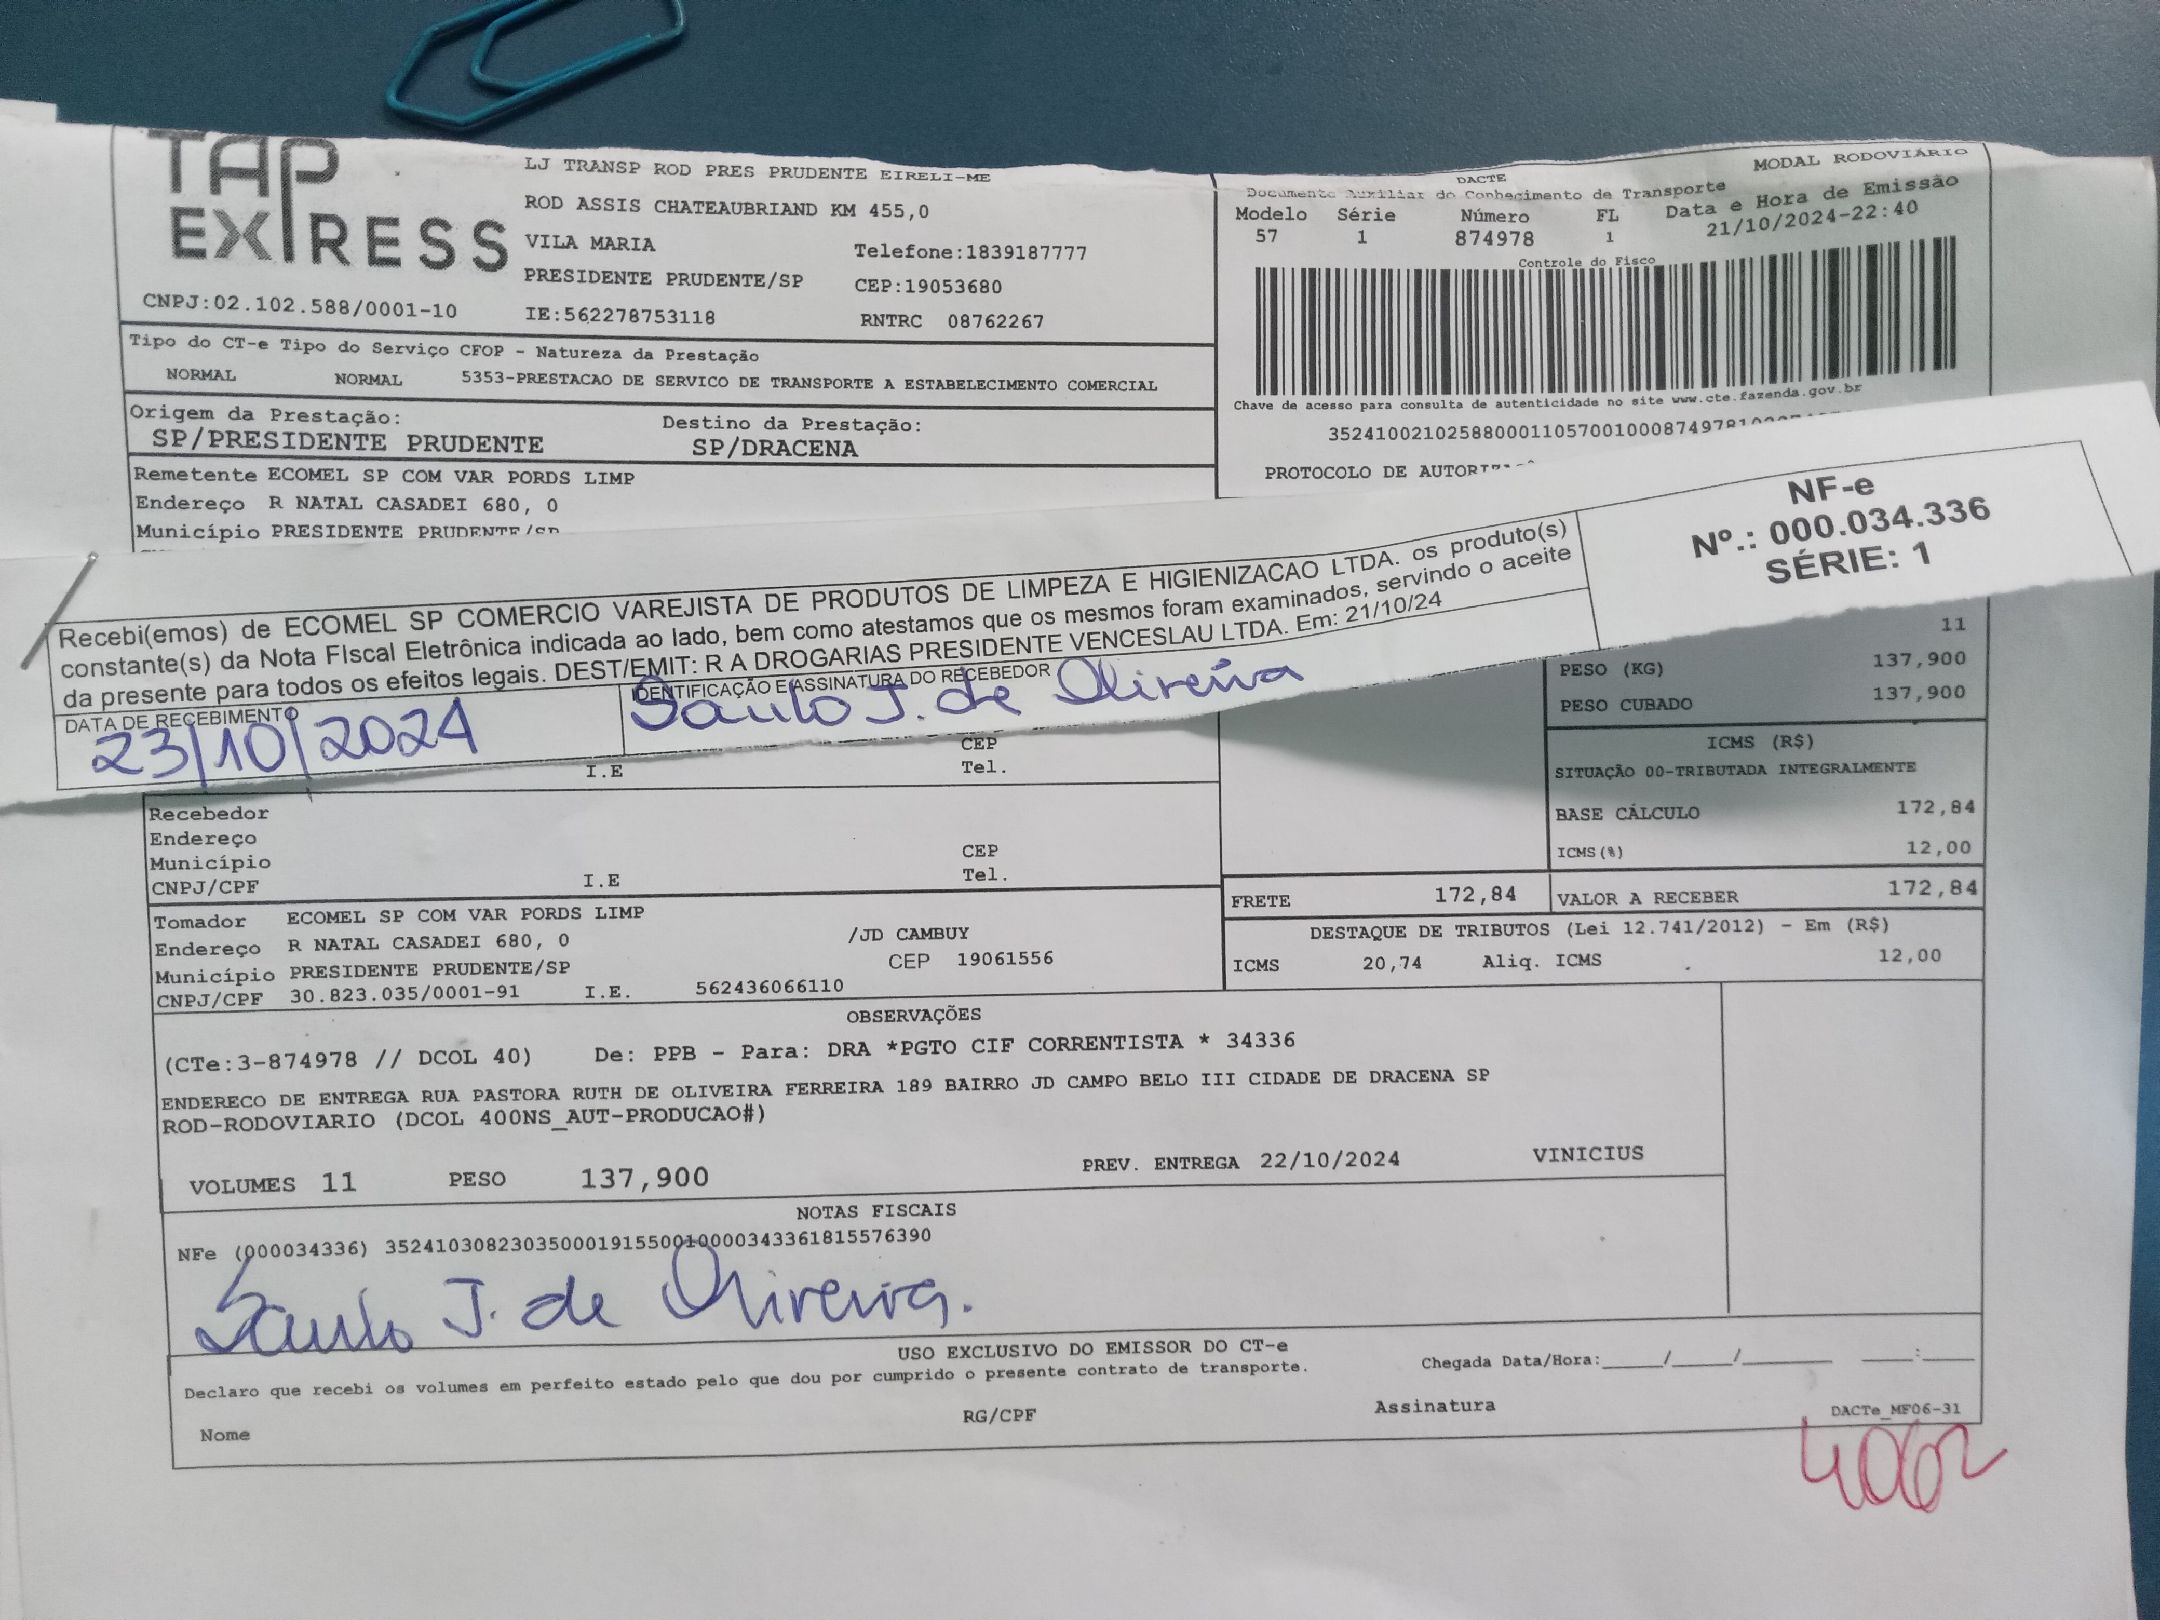 TAP
EXPRESS
CNPJ:02.102.588/0001-10
LJ TRANSP ROD PRES PRUDENTE EIRELI-ME
ROD ASSIS CHATEAUBRIAND KM 455,0
VILA MARIA Telefone:1839187777
PRESIDENTE PRUDENTE/SP CEP:19053680
IE:562278753118 RNTRC 08762267
DACTE MODAL RODOVIÁRIO
Documento Auxiliar do Conhecimento de Transporte
Modelo Série Número FL Data e Hora de Emissão
57 1 874978 1 21/10/2024-22:40
Controle do Fisco
Chave de acesso para consulta de autenticidade no site www.cte.fazenda.gov.br
PROTOCOLO DE
Tipo do CT-e Tipo do Serviço CFOP - Natureza da Prestação
NORMAL NORMAL 5353-PRESTACAO DE SERVICO DE TRANSPORTE A ESTABELECIMENTO COMERCIAL
Origem da Prestação: Destino da Prestação:
SP/PRESIDENTE PRUDENTE SP/DRACENA
Remetente ECOMEL SP COM VAR PORDS LIMP
Endereço R NATAL CASADEI 680, 0
Município PRESIDENTE PRUDENTE/SP
NF-e
Nº.: 000.034.336
SÉRIE: 1
Recebi(emos) de ECOMEL SP COMERCIO VAREJISTA DE PRODUTOS DE LIMPEZA E HIGIENIZACAO LTDA. os produto(s)
constante(s) da Nota FIscal Eletrônica indicada ao lado, bem como atestamos que os mesmos foram examinados, servindo o aceite
da presente para todos os efeitos legais. DEST/EMIT: R A DROGARIAS PRESIDENTE VENCESLAU LTDA. Em: 21/10/24
DATA DE RECEBIMENTO IDENTIFICAÇÃO E ASSINATURA DO RECEBEDOR
23/10/2024 Saulo J. de Oliveira
11
PESO (KG) 137,900
PESO CUBADO 137,900
ICMS (R$)
SITUAÇÃO 00-TRIBUTADA INTEGRALMENTE
BASE CÁLCULO 172,84
ICMS(%) 12,00
FRETE 172,84 VALOR A RECEBER 172,84
DESTAQUE DE TRIBUTOS (Lei 12.741/2012) - Em (R$)
ICMS 20,74 Aliq. ICMS 12,00
CEP
I.E Tel.
Recebedor
Endereço
Município CEP
CNPJ/CPF I.E Tel.
Tomador ECOMEL SP COM VAR PORDS LIMP
Endereço R NATAL CASADEI 680, 0 /JD CAMBUY
Município PRESIDENTE PRUDENTE/SP CEP 19061556
CNPJ/CPF 30.823.035/0001-91 I.E. 562436066110
OBSERVAÇÕES
(CTe:3-874978 // DCOL 40) De: PPB - Para: DRA *PGTO CIF CORRENTISTA * 34336
ENDERECO DE ENTREGA RUA PASTORA RUTH DE OLIVEIRA FERREIRA 189 BAIRRO JD CAMPO BELO III CIDADE DE DRACENA SP
ROD-RODOVIARIO (DCOL 400NS_AUT-PRODUCAO#)
VOLUMES 11 PESO 137,900 PREV. ENTREGA 22/10/2024 VINICIUS
NOTAS FISCAIS
NFe (000034336) 35241030823035000191550010000343361815576390
Saulo J. de Oliveira.
USO EXCLUSIVO DO EMISSOR DO CT-e
Declaro que recebi os volumes em perfeito estado pelo que dou por cumprido o presente contrato de transporte. Chegada Data/Hora:_____/_____/________ ____:____
Nome RG/CPF Assinatura DACTe_MF06-31
4062